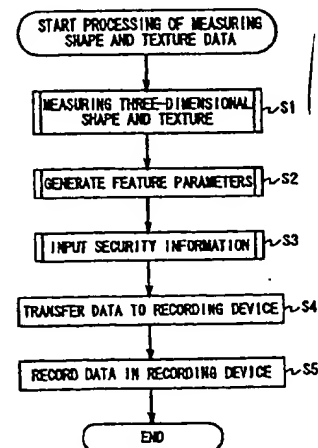 START PROCESSING OF MEASURING
SHAPE AND TEXTURE DATA
MEASURING THREE-DIMENSIONAL
SHAPE AND TEXTURE
S1
GENERATE FEATURE PARAMETERS
S2
INPUT SECURITY INFORMATION
S3
TRANSFER DATA TO RECORDING DEVICE
S4
RECORD DATA IN RECORDING DEVICE
S5
END